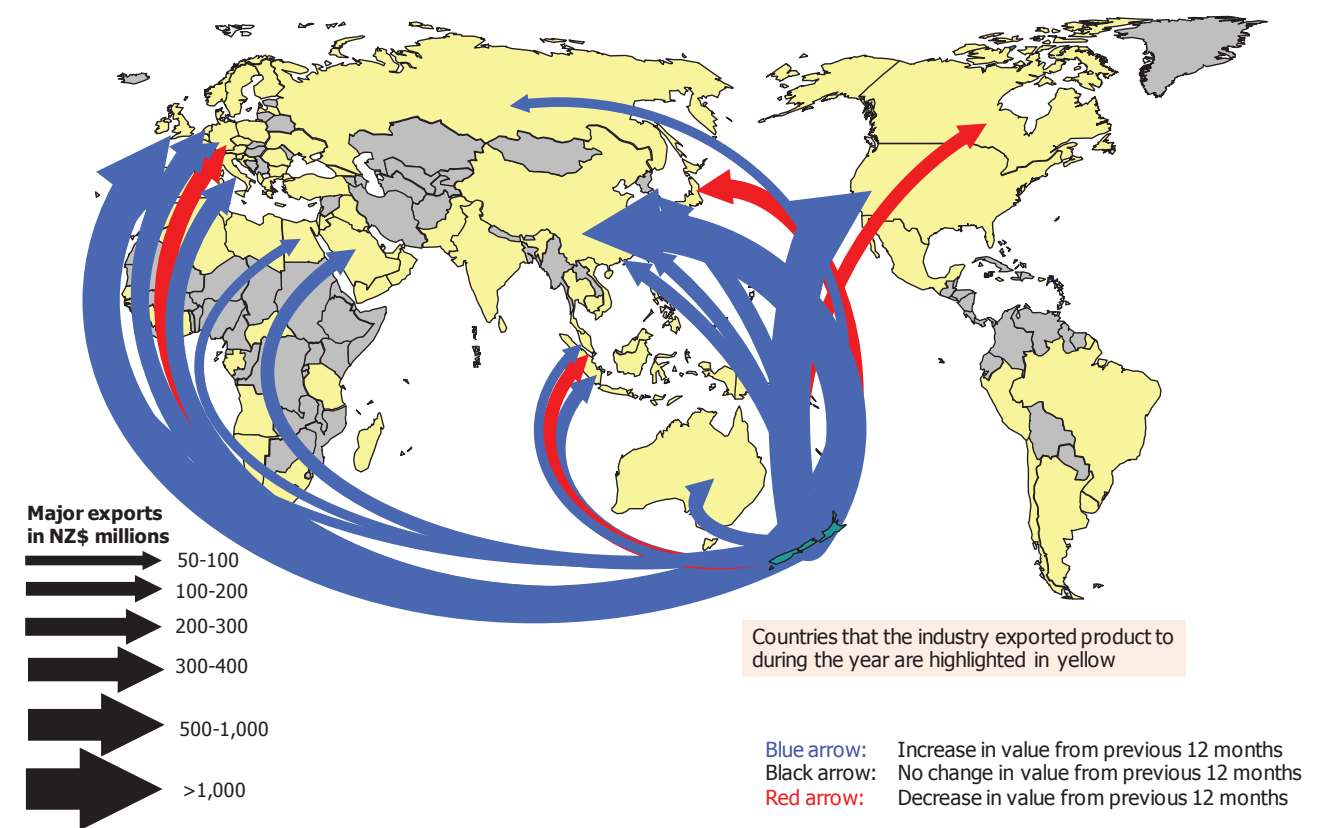 Major exports
in NZ$ millions
50-100
100-200
200-300
300-400
500-1,000
>1,000
Countries that the industry exported product to
during the year are highlighted in yellow
Blue arrow: Increase in value from previous 12 months
Black arrow: No change in value from previous 12 months
Red arrow: Decrease in value from previous 12 months